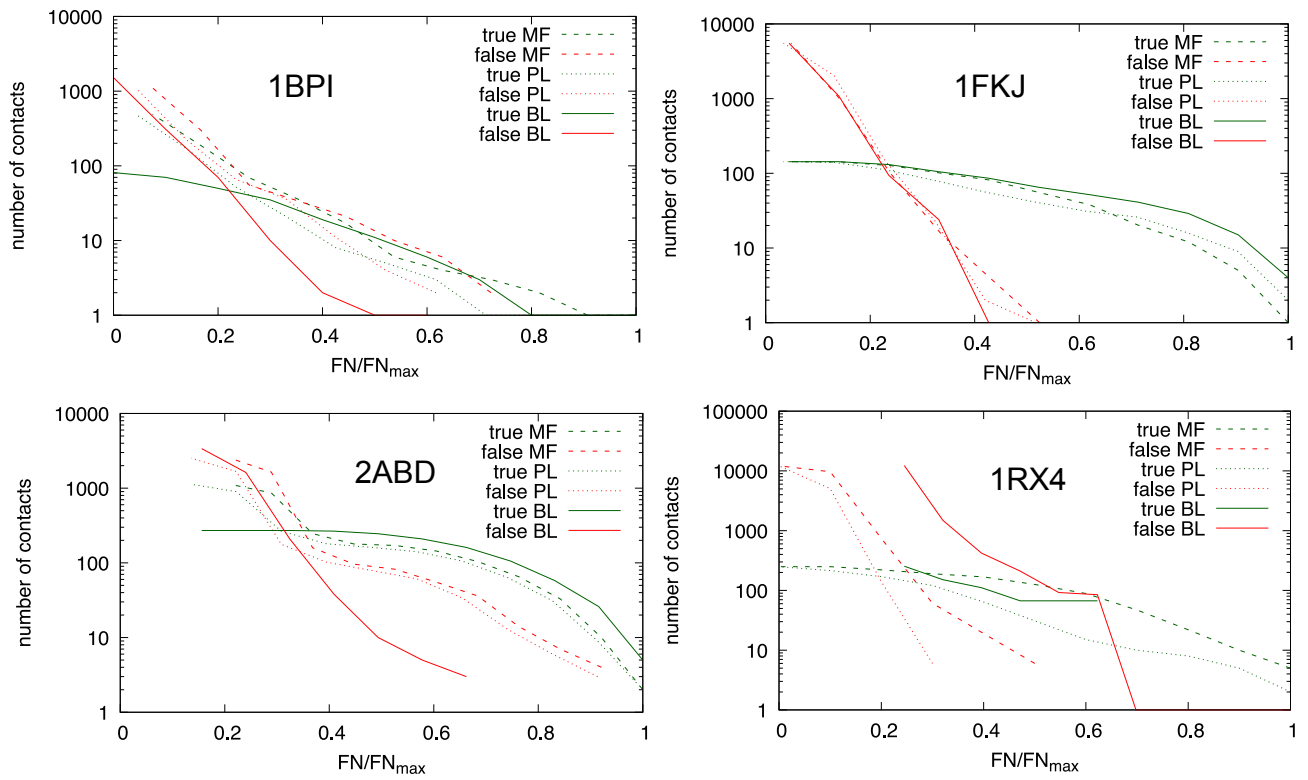 10000
1000
100
10
1
number of contacts
1BPI
true MF
false MF
true PL
false PL
true BL
false BL
0 0.2 0.4 0.6 0.8 1
FN/FNmax
10000
1000
100
10
1
number of contacts
1FKJ
true MF
false MF
true PL
false PL
true BL
false BL
0 0.2 0.4 0.6 0.8 1
FN/FNmax
10000
1000
100
10
1
number of contacts
2ABD
true MF
false MF
true PL
false PL
true BL
false BL
0 0.2 0.4 0.6 0.8 1
FN/FNmax
100000
10000
1000
100
10
1
number of contacts
1RX4
true MF
false MF
true PL
false PL
true BL
false BL
0 0.2 0.4 0.6 0.8 1
FN/FNmax